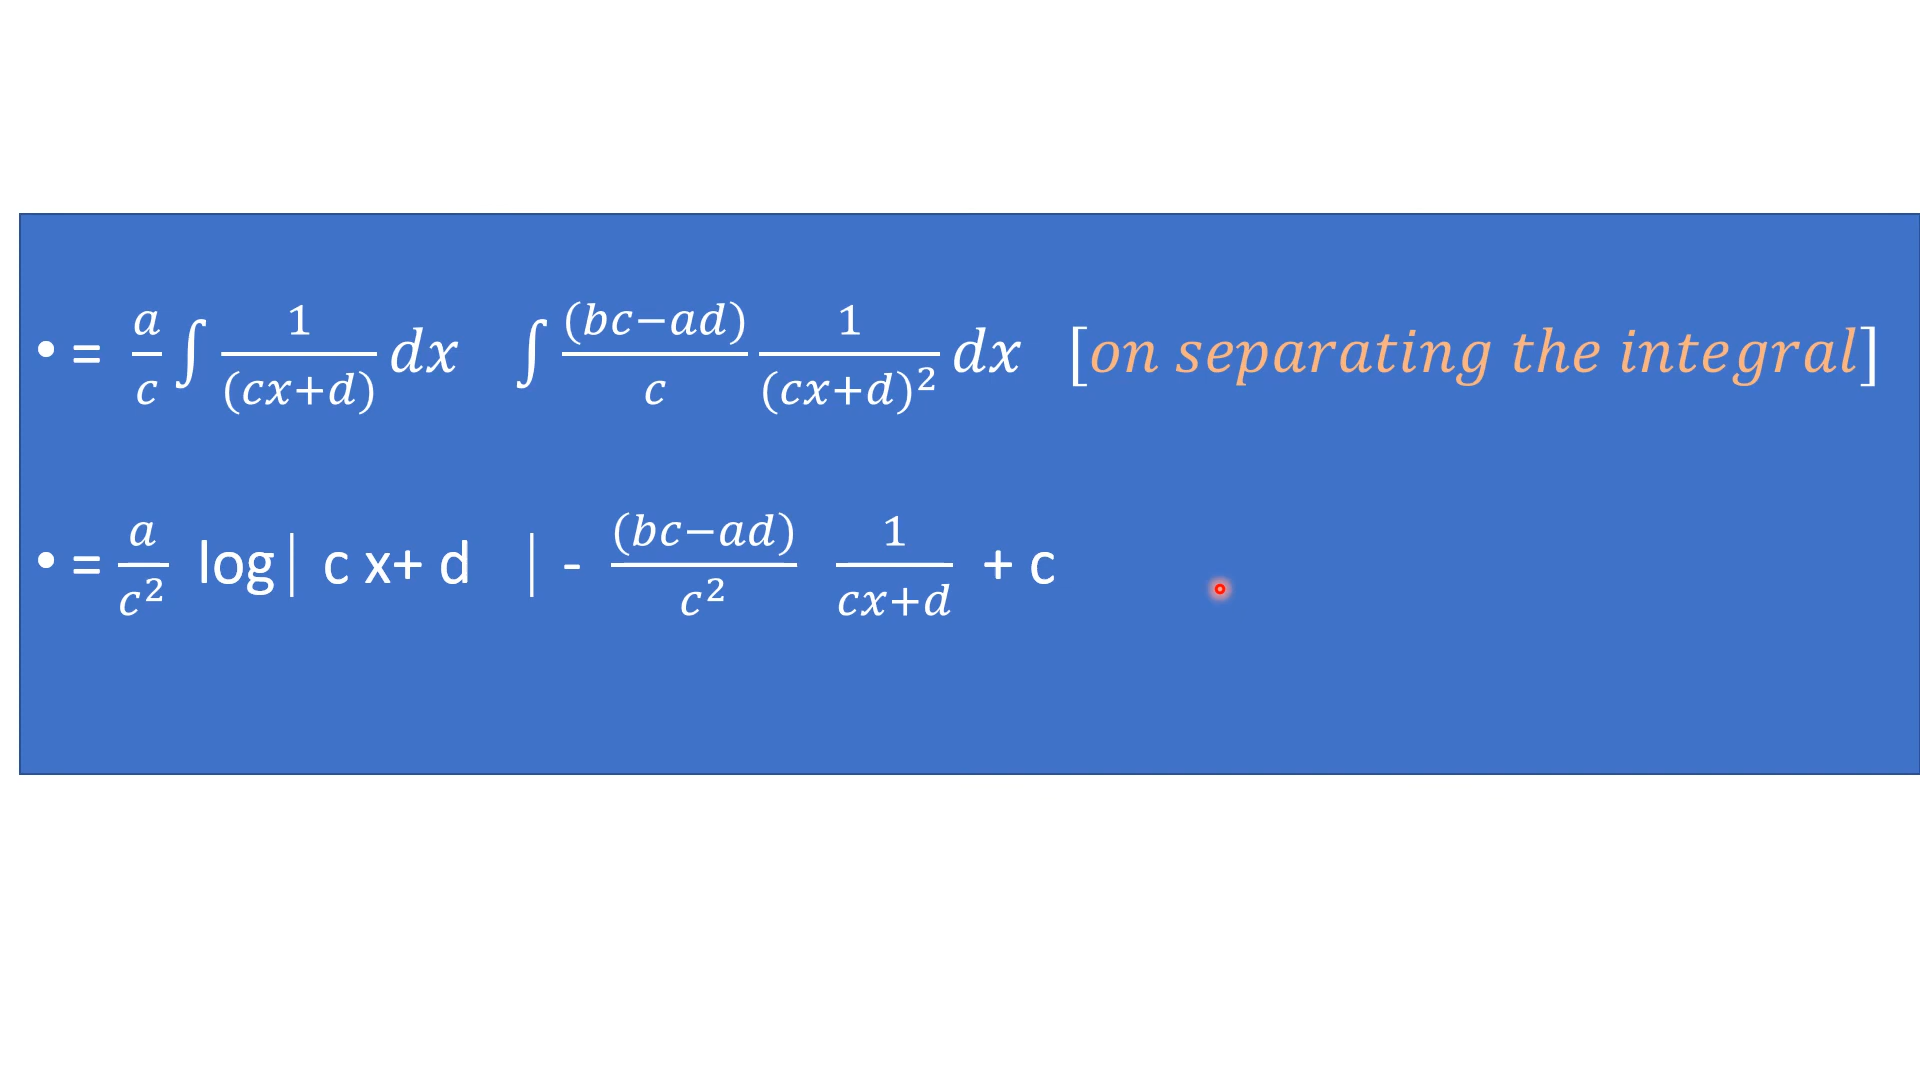 • = a/c ∫ 1/(cx+d) dx ∫ (bc−ad)/c 1/(cx+d)² dx [on separating the integral]
• = a/c² log| c x+ d | - (bc−ad)/c² 1/cx+d + c